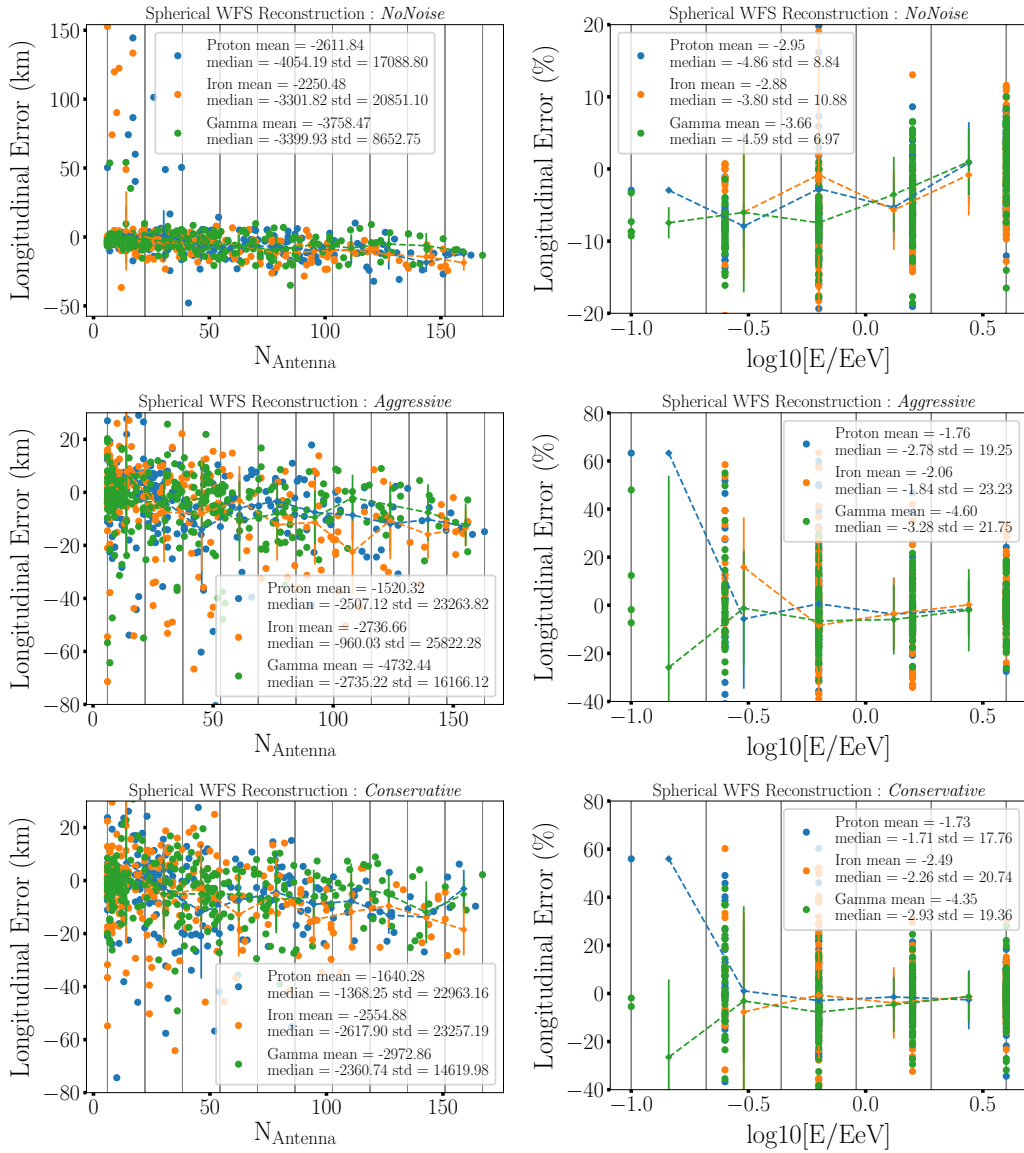 Spherical WFS Reconstruction : NoNoise
Longitudinal Error (km)
150
100
50
0
−50
Proton mean = -2611.84
median = -4054.19 std = 17088.80
Iron mean = -2250.48
median = -3301.82 std = 20851.10
Gamma mean = -3758.47
median = -3399.93 std = 8652.75
0
50
100
150
N_Antenna
Spherical WFS Reconstruction : NoNoise
Longitudinal Error (%)
20
10
0
−10
−20
Proton mean = -2.95
median = -4.86 std = 8.84
Iron mean = -2.88
median = -3.80 std = 10.88
Gamma mean = -3.66
median = -4.59 std = 6.97
−1.0
−0.5
0.0
0.5
log10[E/EeV]
Spherical WFS Reconstruction : Aggressive
Longitudinal Error (km)
20
0
−20
−40
−60
−80
Proton mean = -1520.32
median = -2507.12 std = 23263.82
Iron mean = -2736.66
median = -960.03 std = 25822.28
Gamma mean = -4732.44
median = -2735.22 std = 16166.12
0
50
100
150
N_Antenna
Spherical WFS Reconstruction : Aggressive
Longitudinal Error (%)
80
60
40
20
0
−20
−40
Proton mean = -1.76
median = -2.78 std = 19.25
Iron mean = -2.06
median = -1.84 std = 23.23
Gamma mean = -4.60
median = -3.28 std = 21.75
−1.0
−0.5
0.0
0.5
log10[E/EeV]
Spherical WFS Reconstruction : Conservative
Longitudinal Error (km)
20
0
−20
−40
−60
−80
Proton mean = -1640.28
median = -1368.25 std = 22963.16
Iron mean = -2554.88
median = -2617.90 std = 23257.19
Gamma mean = -2972.86
median = -2360.74 std = 14619.98
0
50
100
150
N_Antenna
Spherical WFS Reconstruction : Conservative
Longitudinal Error (%)
80
60
40
20
0
−20
−40
Proton mean = -1.73
median = -1.71 std = 17.76
Iron mean = -2.49
median = -2.26 std = 20.74
Gamma mean = -4.35
median = -2.93 std = 19.36
−1.0
−0.5
0.0
0.5
log10[E/EeV]